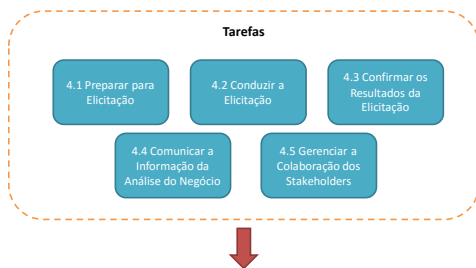 Tarefas
4.1 Preparar para
Elicitação
4.2 Conduzir a
Elicitação
4.3 Confirmar os
Resultados da
Elicitação
4.4 Comunicar a
Informação da
Análise do Negócio
4.5 Gerenciar a
Colaboração dos
Stakeholders